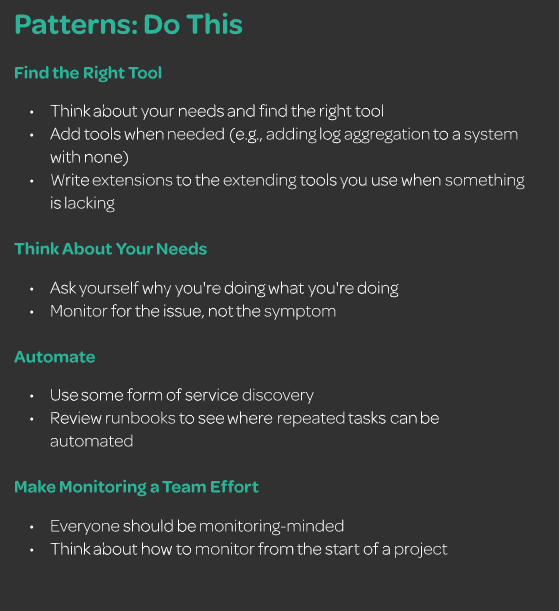 Patterns: Do This
Find the Right Tool
• Think about your needs and find the right tool
• Add tools when needed (e.g., adding log aggregation to a system
with none)
• Write extensions to the extending tools you use when something
is lacking
Think About Your Needs
• Ask yourself why you're doing what you're doing
• Monitor for the issue, not the symptom
Automate
• Use some form of service discovery
• Review runbooks to see where repeated tasks can be
automated
Make Monitoring a Team Effort
• Everyone should be monitoring-minded
• Think about how to monitor from the start of a project